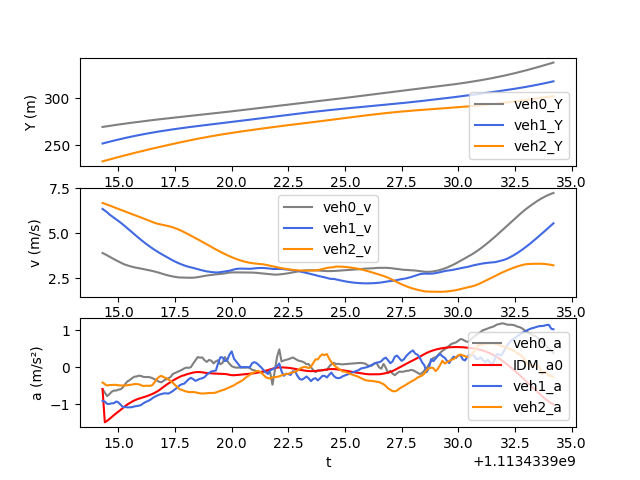 Y (m)
300
250
veh0_Y
veh1_Y
veh2_Y
15.0 17.5 20.0 22.5 25.0 27.5 30.0 32.5 35.0
v (m/s)
7.5
5.0
2.5
veh0_v
veh1_v
veh2_v
15.0 17.5 20.0 22.5 25.0 27.5 30.0 32.5 35.0
a (m/s²)
1
0
−1
veh0_a
IDM_a0
veh1_a
veh2_a
15.0 17.5 20.0 22.5 25.0 27.5 30.0 32.5 35.0
t
+1.1134339e9